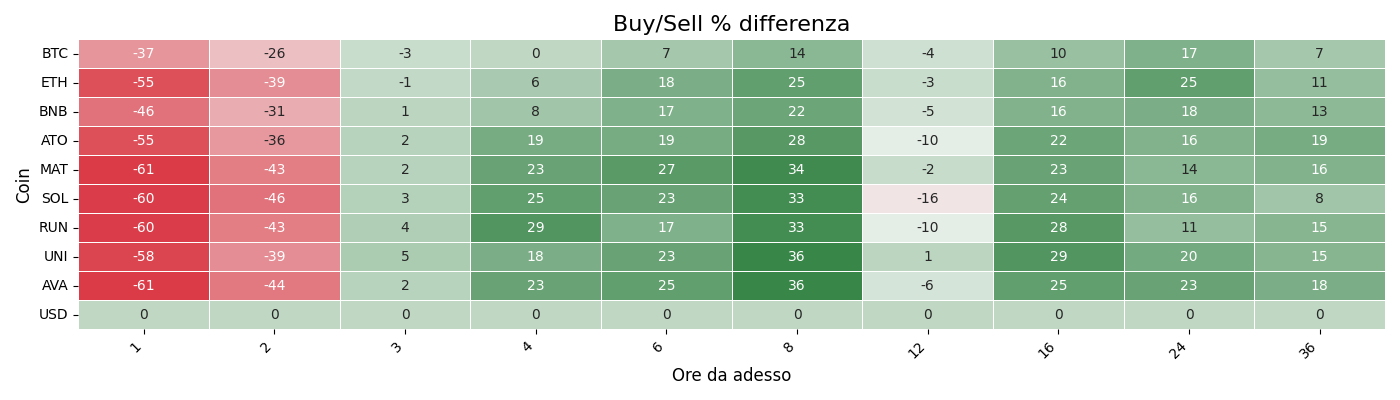 Buy/Sell % differenza
Coin
BTC -37 -26 -3 0 7 14 -4 10 17 7
ETH -55 -39 -1 6 18 25 -3 16 25 11
BNB -46 -31 1 8 17 22 -5 16 18 13
ATO -55 -36 2 19 19 28 -10 22 16 19
MAT -61 -43 2 23 27 34 -2 23 14 16
SOL -60 -46 3 25 23 33 -16 24 16 8
RUN -60 -43 4 29 17 33 -10 28 11 15
UNI -58 -39 5 18 23 36 1 29 20 15
AVA -61 -44 2 23 25 36 -6 25 23 18
USD 0 0 0 0 0 0 0 0 0 0
1 2 3 4 6 8 12 16 24 36
Ore da adesso